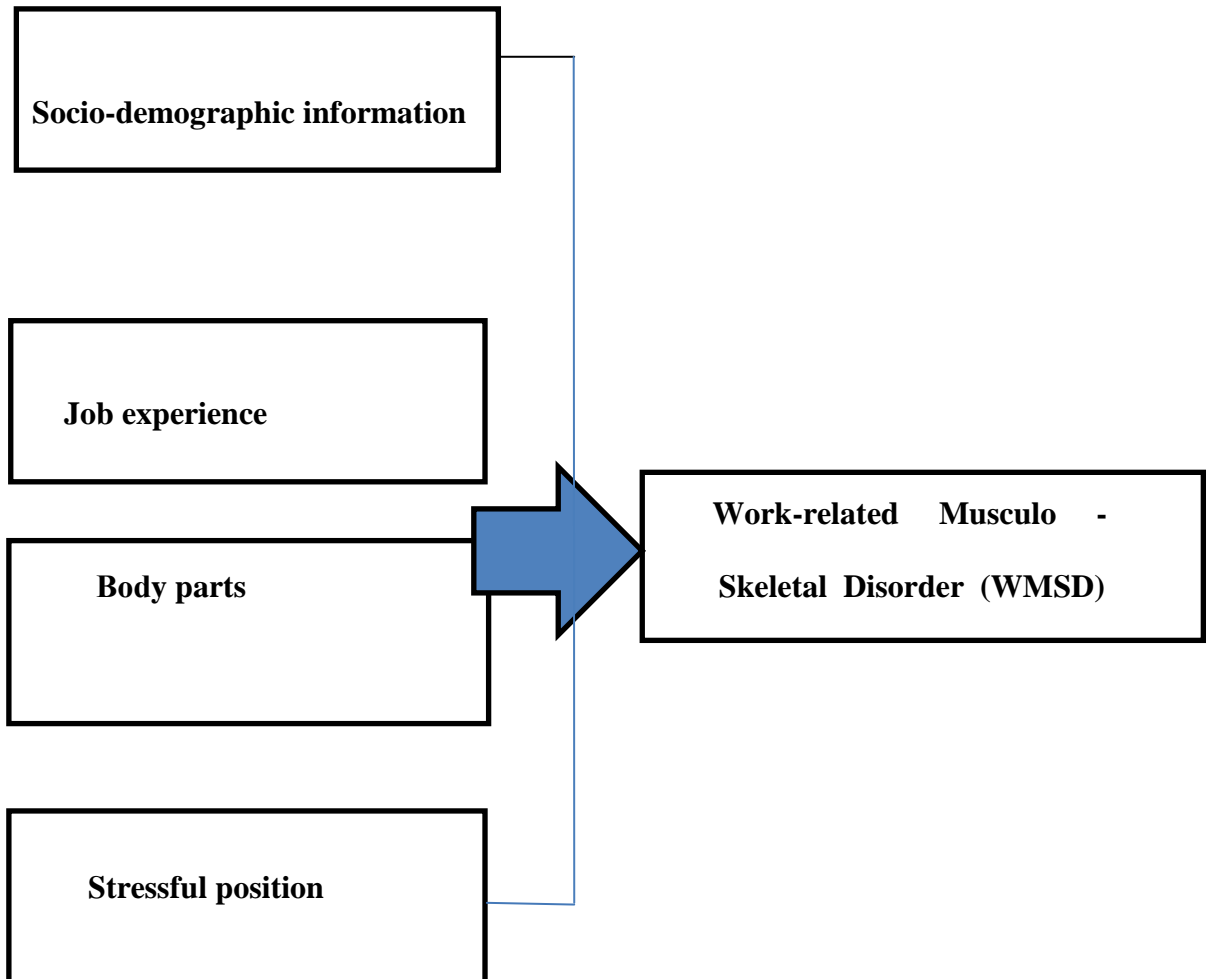 Socio-demographic information
Job experience
Body parts
Stressful position
Work-related Musculo -
Skeletal Disorder (WMSD)